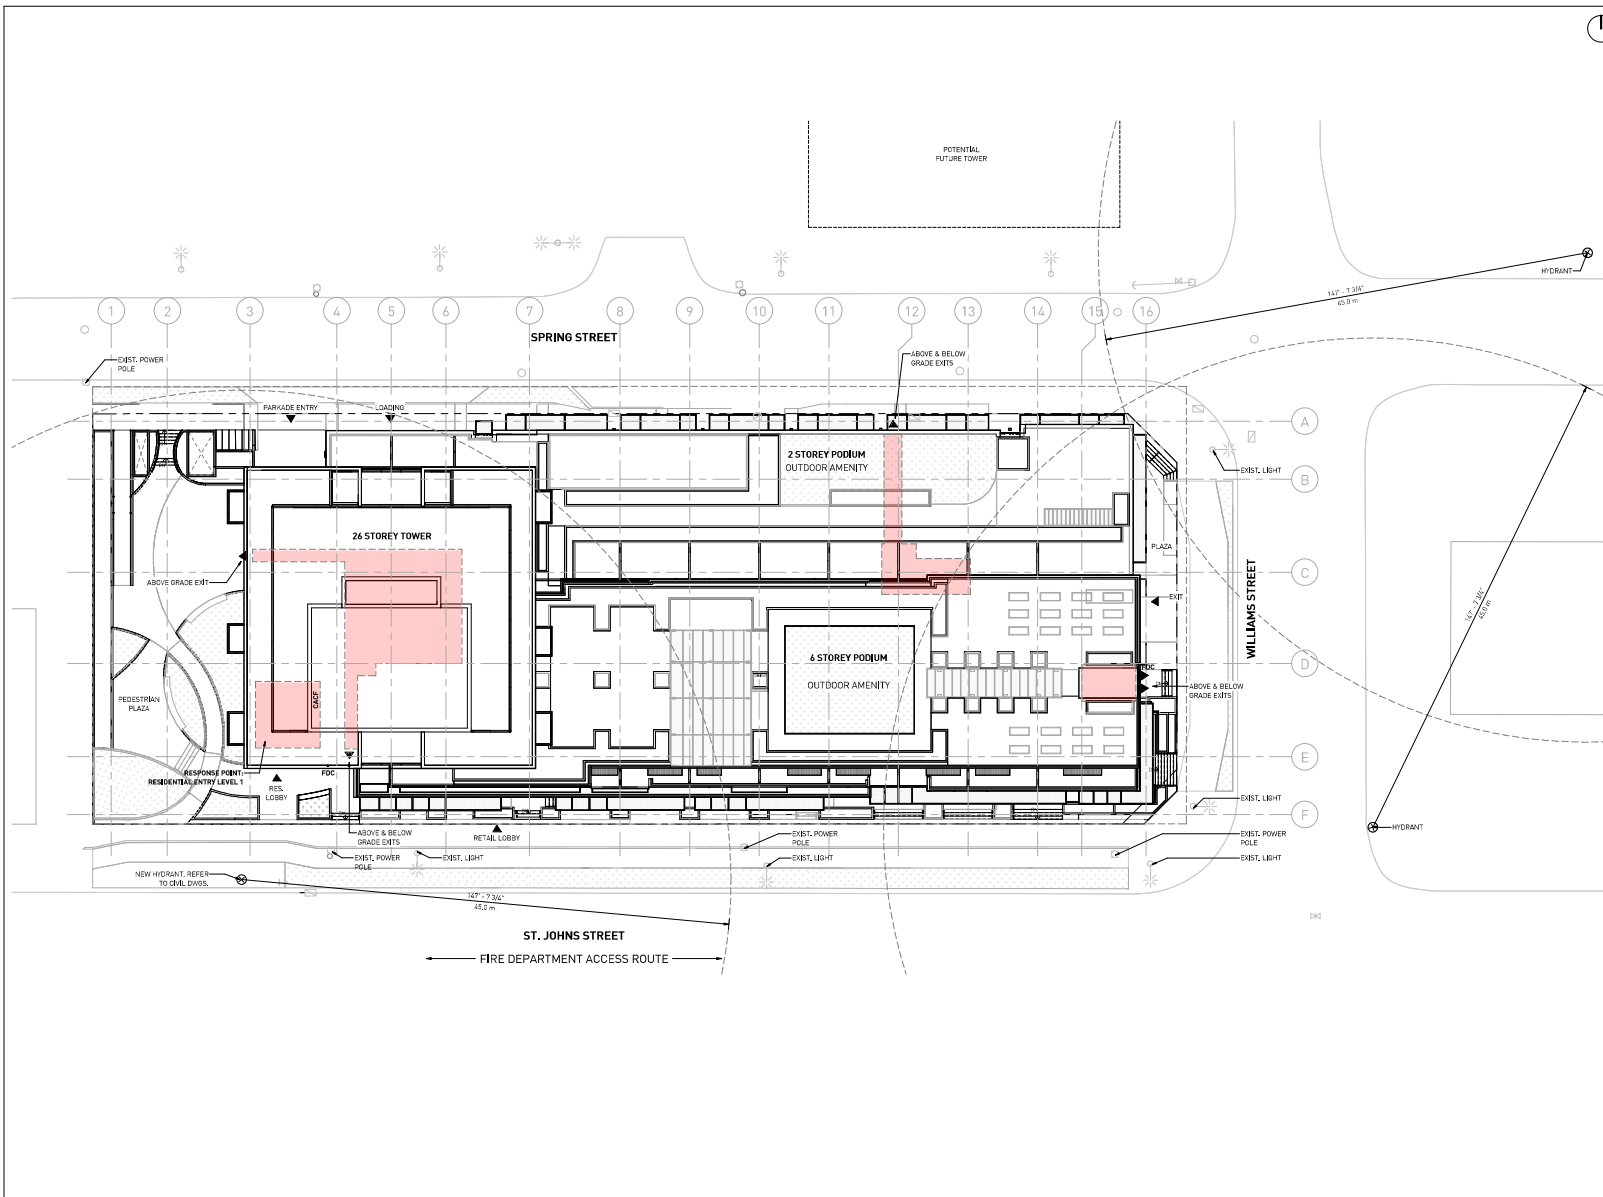 POTENTIAL
FUTURE TOWER
HYDRANT
147' - 7 3/4"
45.0 m
1
2
3
4
5
6
7
8
9
10
11
12
13
14
15
16
SPRING STREET
EXIST. POWER
POLE
ABOVE & BELOW
GRADE EXITS
PARKADE ENTRY
LOADING
A
2 STOREY PODIUM
OUTDOOR AMENITY
EXIST. LIGHT
B
26 STOREY TOWER
PLAZA
ABOVE GRADE EXIT
C
EXIT
WILLIAMS STREET
147' - 7 3/4"
45.0 m
6 STOREY PODIUM
OUTDOOR AMENITY
D
FDC
ABOVE & BELOW
GRADE EXITS
PEDESTRIAN
PLAZA
CACF
E
RESPONSE POINT:
RESIDENTIAL ENTRY LEVEL 1
FDC
RES.
LOBBY
EXIST. LIGHT
F
ABOVE & BELOW
GRADE EXITS
RETAIL LOBBY
EXIST. POWER
POLE
EXIST. POWER
POLE
HYDRANT
EXIST. POWER
POLE
EXIST. LIGHT
EXIST. LIGHT
EXIST. LIGHT
NEW HYDRANT, REFER
TO CIVIL DWGS.
147' - 7 3/4"
45.0 m
ST. JOHNS STREET
FIRE DEPARTMENT ACCESS ROUTE